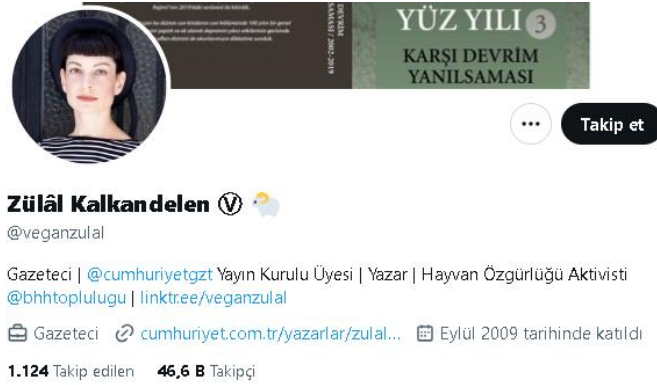 YÜZ YILI 3
KARŞI DEVRİM
YANILSAMASI
Takip et
Zülâl Kalkandelen Ⓥ 🐏
@veganzulal
Gazeteci | @cumhuriyetgzt Yayın Kurulu Üyesi | Yazar | Hayvan Özgürlüğü Aktivisti
@bhhtoplulugu | linktr.ee/veganzulal
Gazeteci cumhuriyet.com.tr/yazarlar/zulal... Eylül 2009 tarihinde katıldı
1.124 Takip edilen 46,6 B Takipçi